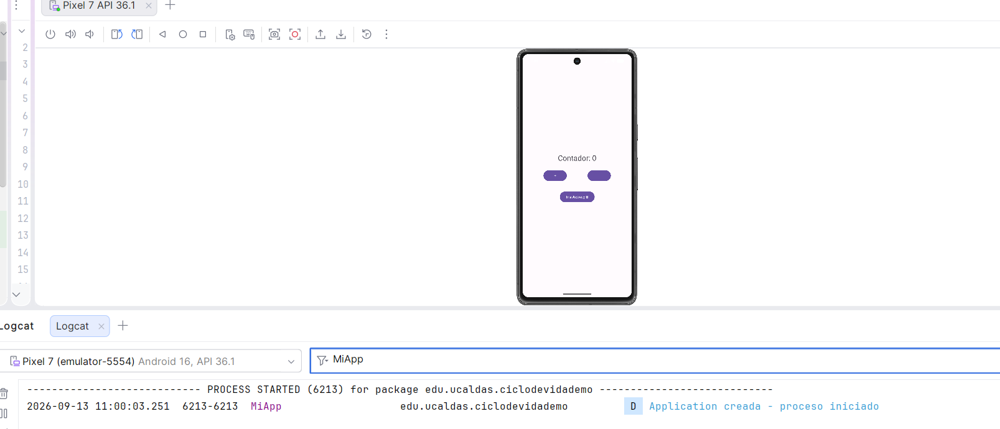 Pixel 7 API 36.1
2
3
4
5
6
7
8
9
10
11
12
13
14
15
Contador: 0
+
Ir a Activity B
Logcat Logcat
Pixel 7 (emulator-5554) Android 16, API 36.1
MiApp
---------------------------- PROCESS STARTED (6213) for package edu.ucaldas.ciclodevidademo ----------------------------
2026-09-13 11:00:03.251 6213-6213 MiApp edu.ucaldas.ciclodevidademo D Application creada - proceso iniciado